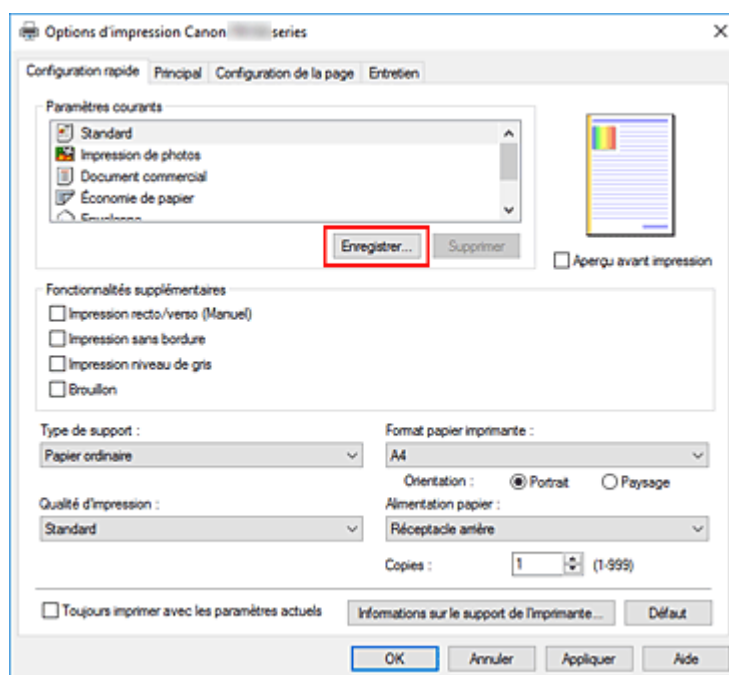 Options d'impression Canon series
Configuration rapide Principal Configuration de la page Entretien
Paramètres courants
Standard
Impression de photos
Document commercial
Économie de papier
Enregistrer... Supprimer
Aperçu avant impression
Fonctionnalités supplémentaires
Impression recto/verso (Manuel)
Impression sans bordure
Impression niveau de gris
Brouillon
Type de support : Format papier imprimante :
Papier ordinaire A4
Orientation : Portrait Paysage
Qualité d'impression : Alimentation papier :
Standard Réceptacle arrière
Copies : 1 (1-999)
Toujours imprimer avec les paramètres actuels Informations sur le support de l'imprimante... Défaut
OK Annuler Appliquer Aide